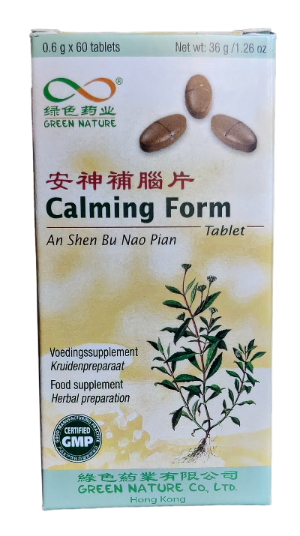 0.6 g x 60 tablets Net wt: 36 g /1.26 oz
®
绿色药业
GREEN NATURE
安神補腦片
Calming Form
Tablet
An Shen Bu Nao Pian
Voedingssupplement
Kruidenpreparaat
Food supplement
Herbal preparation
CERTIFIED
GMP
綠色葯業有限公司
GREEN NATURE CO., LTD.
Hong Kong